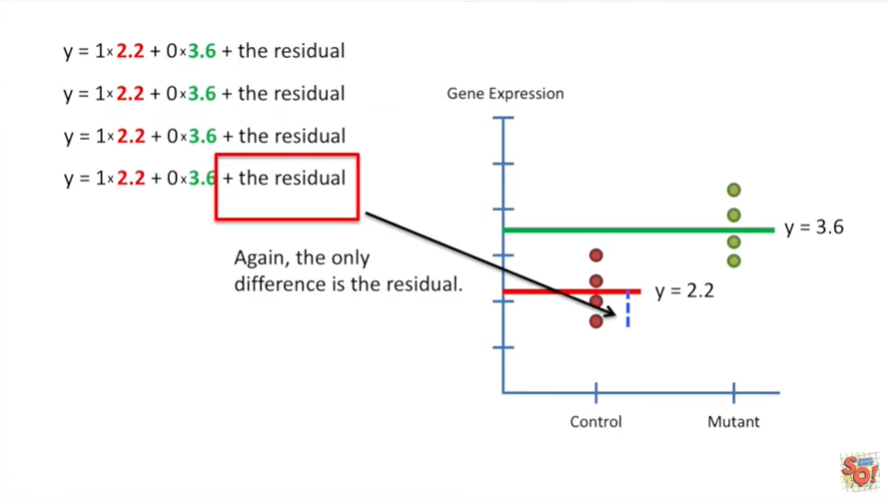 y = 1×2.2 + 0×3.6 + the residual
y = 1×2.2 + 0×3.6 + the residual
y = 1×2.2 + 0×3.6 + the residual
y = 1×2.2 + 0×3.6 + the residual
Again, the only
difference is the residual.
Gene Expression
y = 3.6
y = 2.2
Control
Mutant